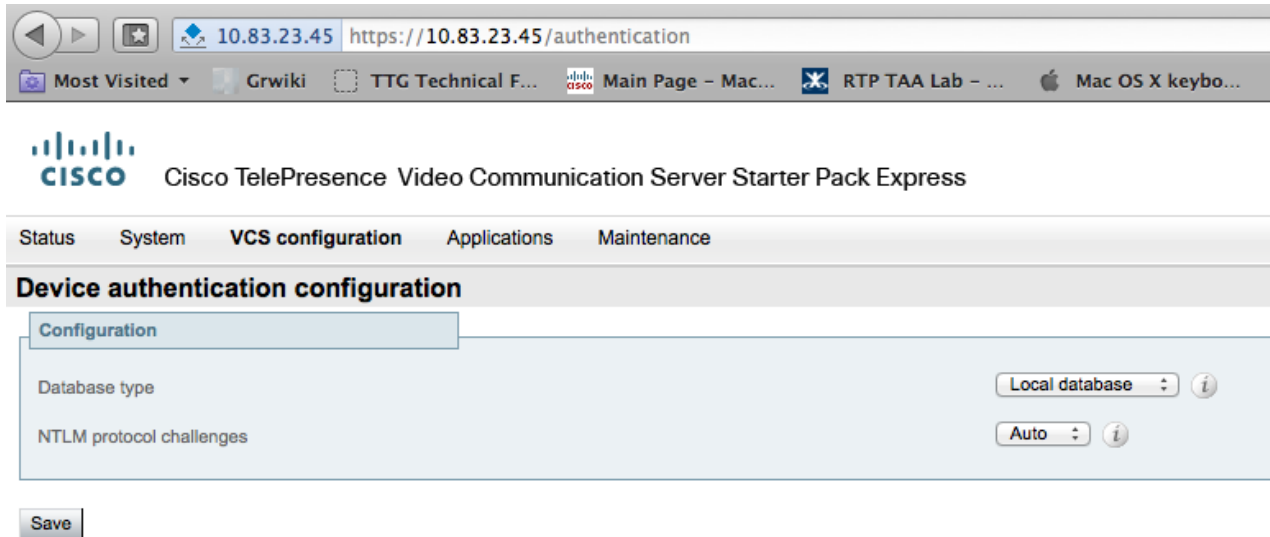 10.83.23.45 https://10.83.23.45/authentication
Most Visited Grwiki TTG Technical F... Main Page - Mac... RTP TAA Lab - ... Mac OS X keybo...
CISCO Cisco TelePresence Video Communication Server Starter Pack Express
Status System VCS configuration Applications Maintenance
Device authentication configuration
Configuration
Database type Local database i
NTLM protocol challenges Auto i
Save